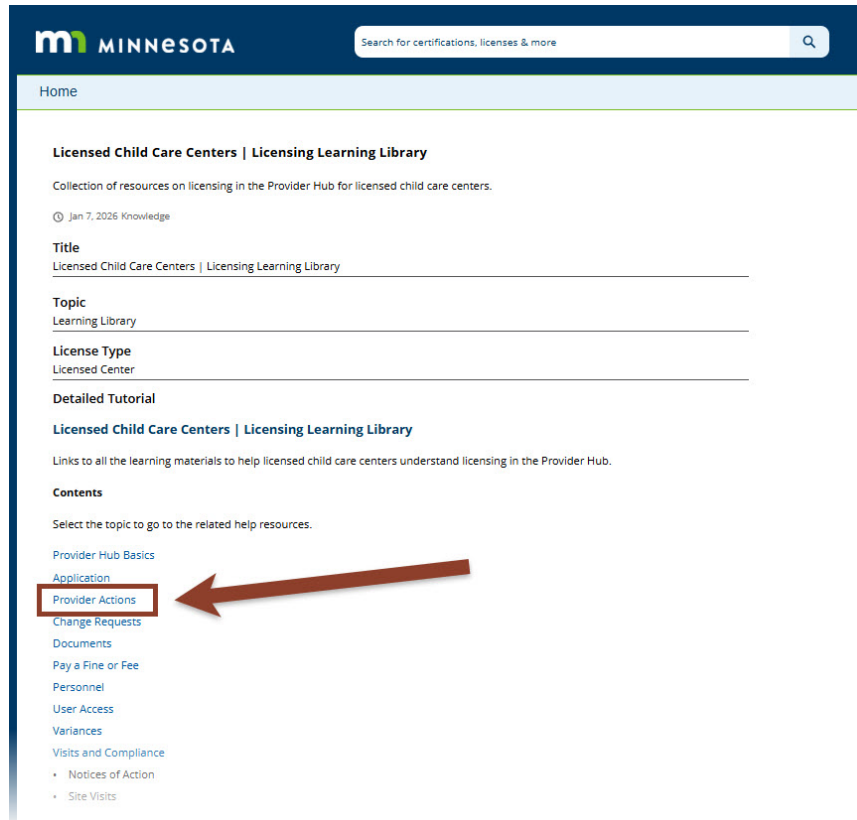 mn MINNESOTA
Search for certifications, licenses & more
Home
Licensed Child Care Centers | Licensing Learning Library
Collection of resources on licensing in the Provider Hub for licensed child care centers.
Jan 7, 2026 Knowledge
Title
Licensed Child Care Centers | Licensing Learning Library
Topic
Learning Library
License Type
Licensed Center
Detailed Tutorial
Licensed Child Care Centers | Licensing Learning Library
Links to all the learning materials to help licensed child care centers understand licensing in the Provider Hub.
Contents
Select the topic to go to the related help resources.
Provider Hub Basics
Application
Provider Actions
Change Requests
Documents
Pay a Fine or Fee
Personnel
User Access
Variances
Visits and Compliance
• Notices of Action
• Site Visits